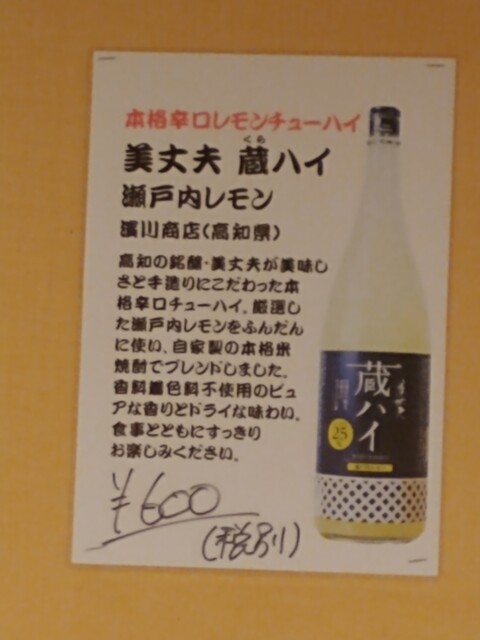 本格辛口レモンチューハイ
くら
美丈夫 蔵ハイ
瀬戸内レモン
濱川商店(高知県)
高知の銘醸・美丈夫が美味し
さと手造りにこだわった本
格辛口チューハイ。厳選し
た瀬戸内レモンをふんだん
に使い、自家製の本格米
焼酎でブレンドしました。
香料着色料不使用のピュ
アな香りとドライな味わい。
食事とともにすっきり
お楽しみください。
¥600
(税別)
蔵ハイ
25